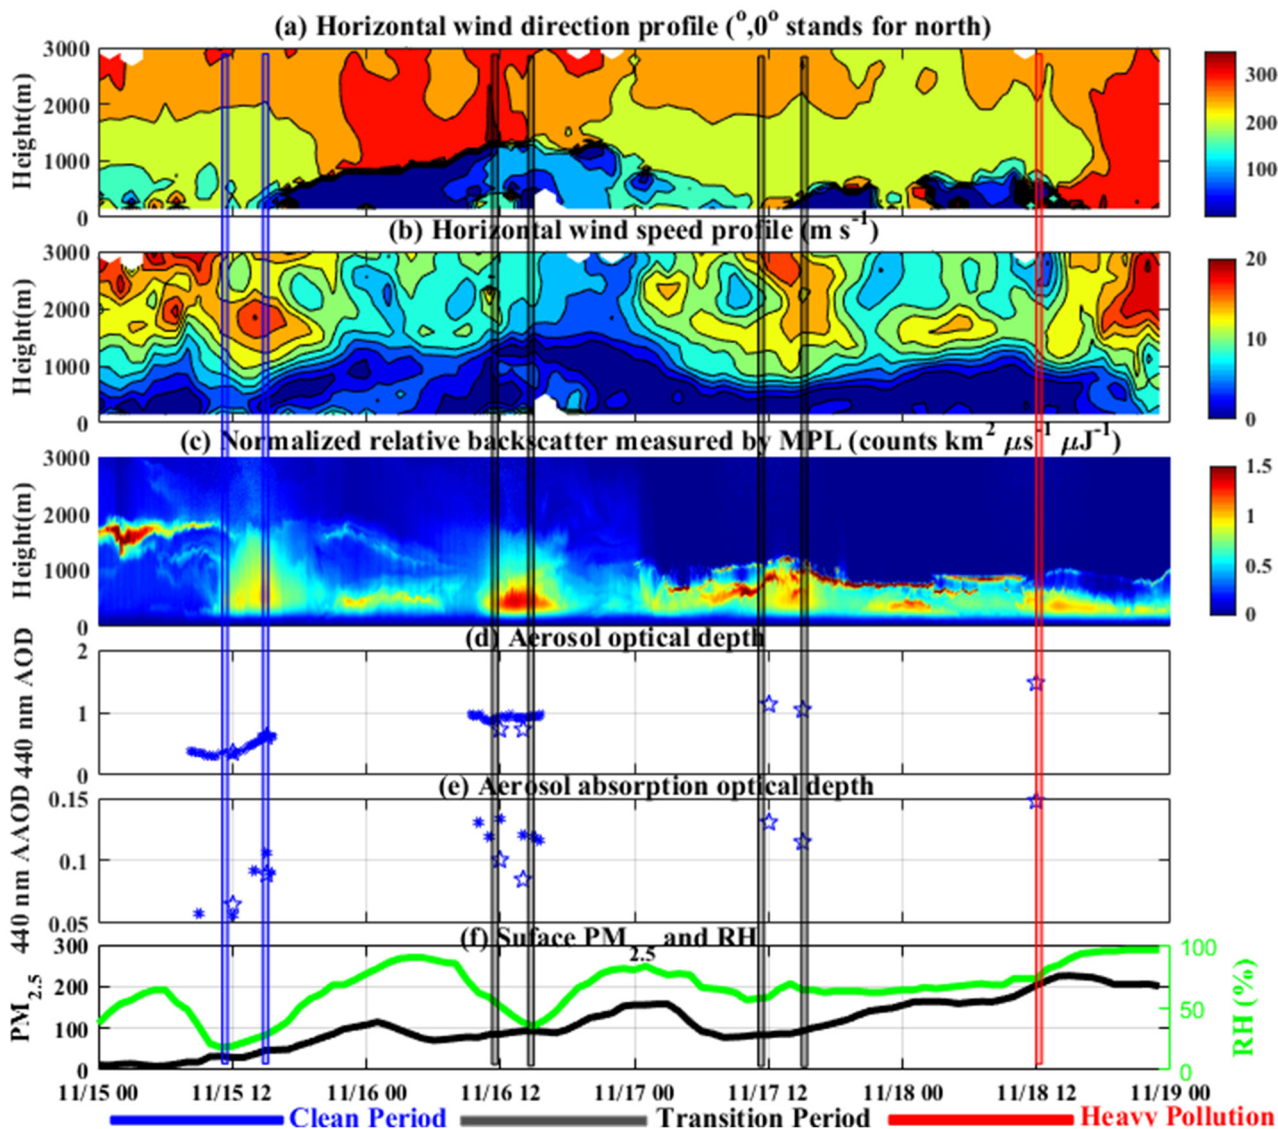 (a) Horizontal wind direction profile (°,0° stands for north)
Height(m)
3000
2000
1000
0
300
200
100
(b) Horizontal wind speed profile (m s-1)
Height(m)
3000
2000
1000
0
20
10
0
(c) Normalized relative backscatter measured by MPL (counts km2 μs-1 μJ-1)
Height(m)
3000
2000
1000
0
1.5
1
0.5
0
(d) Aerosol optical depth
440 nm AOD
2
1
0
(e) Aerosol absorption optical depth
440 nm AAOD
0.15
0.1
0.05
(f) Suface PM2.5 and RH
PM2.5
300
200
100
0
100
50
0
RH (%)
11/15 00 11/15 12 11/16 00 11/16 12 11/17 00 11/17 12 11/18 00 11/18 12 11/19 00
Clean Period Transition Period Heavy Pollution